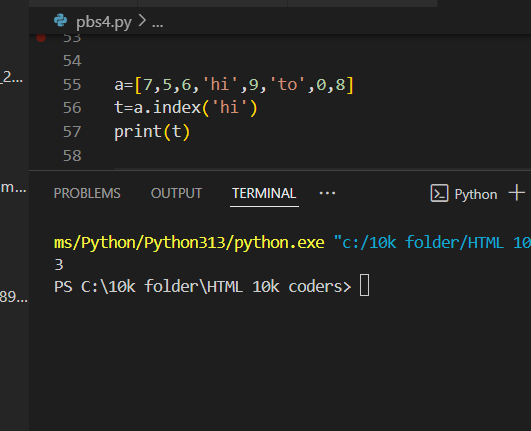 pbs4.py > ...
_2...
53
54
55 a=[7,5,6,'hi',9,'to',0,8]
56 t=a.index('hi')
57 print(t)
58
m...
PROBLEMS OUTPUT TERMINAL ... Python +
ms/Python/Python313/python.exe "c:/10k folder/HTML 10
3
89...
PS C:\10k folder\HTML 10k coders>